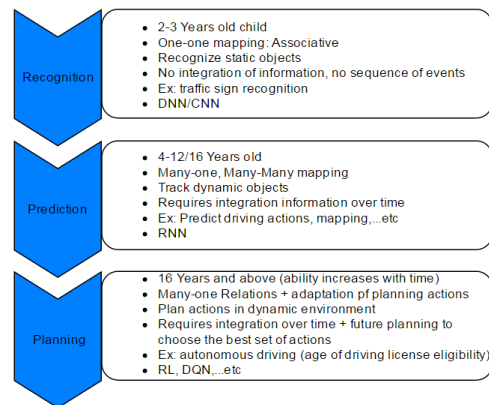 Recognition
2-3 Years old child
One-one mapping: Associative
Recognize static objects
No integration of information, no sequence of events
Ex: traffic sign recognition
DNN/CNN
Prediction
4-12/16 Years old
Many-one, Many-Many mapping
Track dynamic objects
Requires integration information over time
Ex: Predict driving actions, mapping,...etc
RNN
Planning
16 Years and above (ability increases with time)
Many-one Relations + adaptation pf planning actions
Plan actions in dynamic environment
Requires integration over time + future planning to
choose the best set of actions
Ex: autonomous driving (age of driving license eligibility)
RL, DQN,...etc